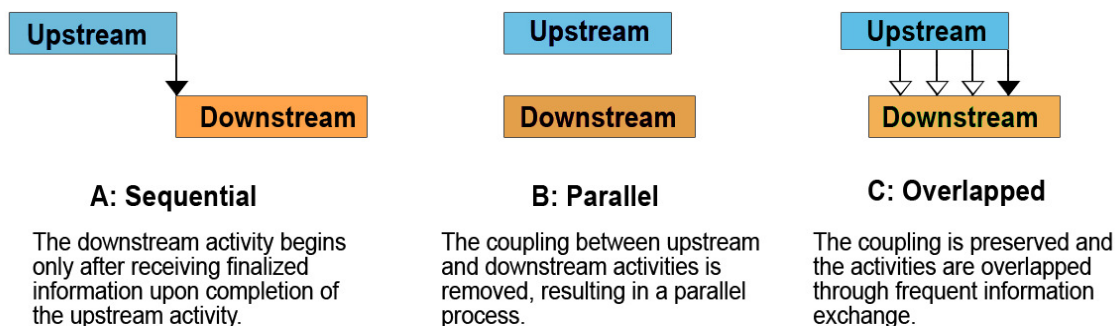 Upstream
Downstream
A: Sequential
The downstream activity begins
only after receiving finalized
information upon completion of
the upstream activity.
Upstream
Downstream
B: Parallel
The coupling between upstream
and downstream activities is
removed, resulting in a parallel
process.
Upstream
Downstream
C: Overlapped
The coupling is preserved and
the activities are overlapped
through frequent information
exchange.